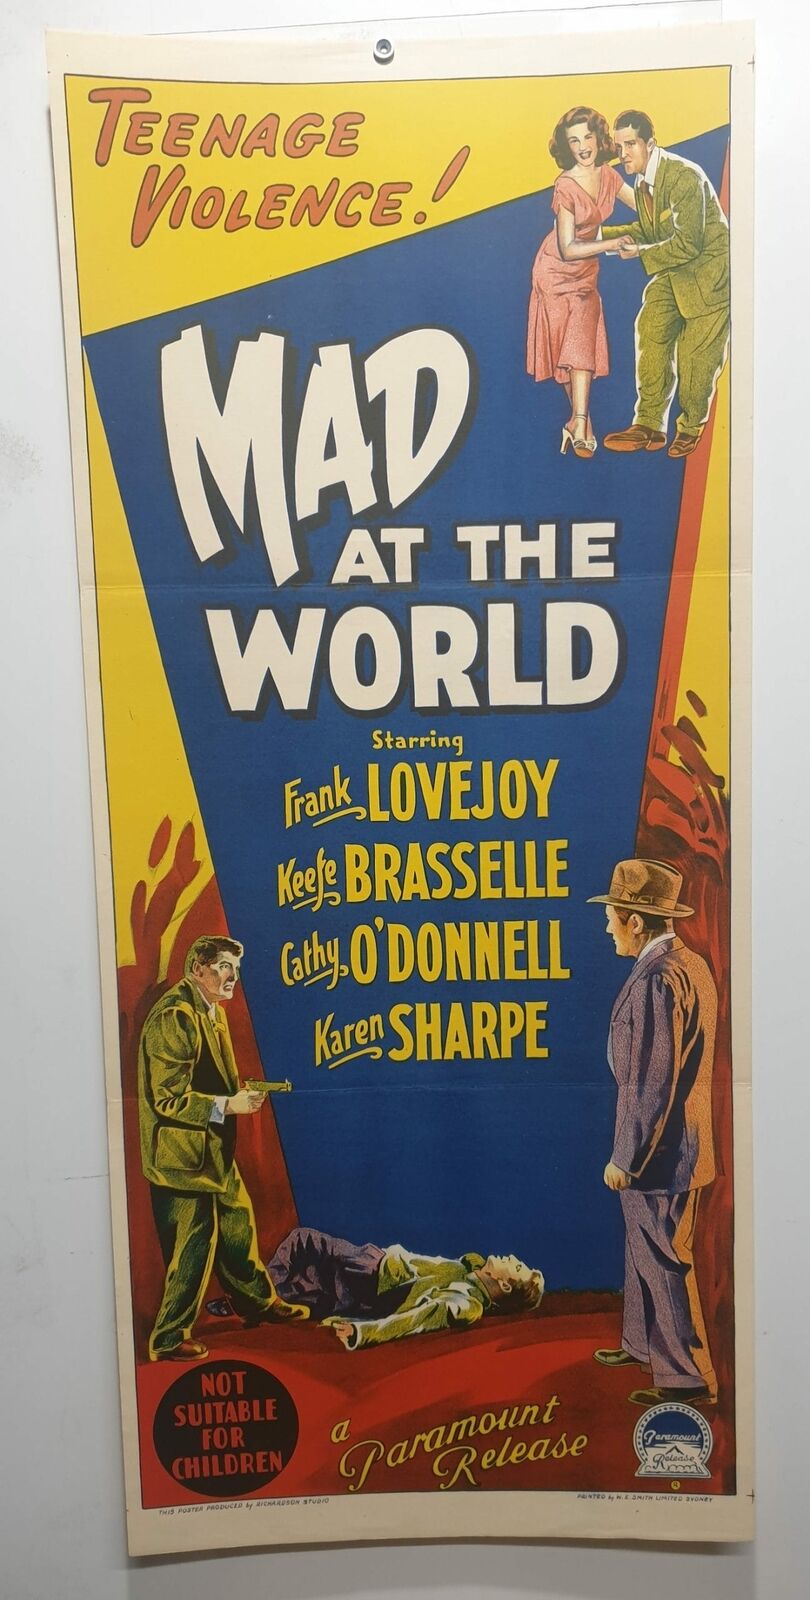 TEENAGE
VIOLENCE!
MAD
AT THE
WORLD
Starring
Frank LOVEJOY
Keefe BRASSELLE
Cathy O'DONNELL
Karen SHARPE
NOT
SUITABLE
FOR
CHILDREN
a
Paramount
Release
Paramount
Release
®
THIS POSTER PRODUCED by RICHARDSON STUDIO
PRINTED by W. E. SMITH LIMITED SYDNEY